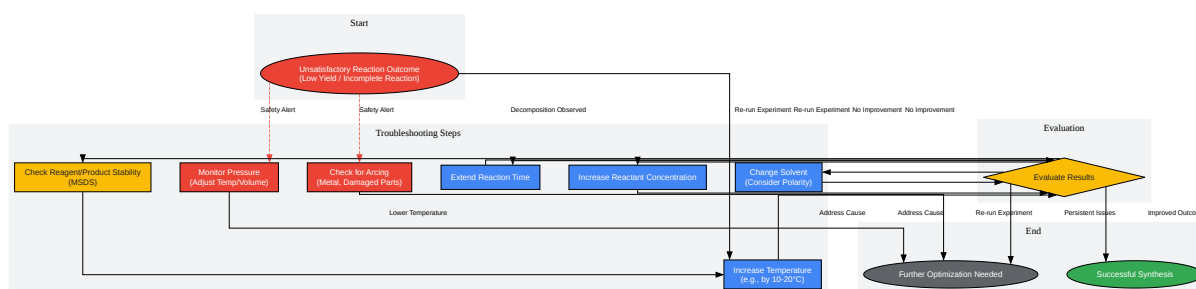 Start
Unsatisfactory Reaction Outcome
(Low Yield / Incomplete Reaction)
Safety Alert
Safety Alert
Decomposition Observed
Re-run Experiment
Re-run Experiment
No Improvement
No Improvement
Troubleshooting Steps
Evaluation
Check Reagent/Product Stability
(MSDS)
Monitor Pressure
(Adjust Temp/Volume)
Check for Arcing
(Metal, Damaged Parts)
Extend Reaction Time
Increase Reactant Concentration
Change Solvent
(Consider Polarity)
Evaluate Results
Lower Temperature
Address Cause
Address Cause
Re-run Experiment
Persistent Issues
Improved Outco
End
Increase Temperature
(e.g., by 10-20°C)
Further Optimization Needed
Successful Synthesis